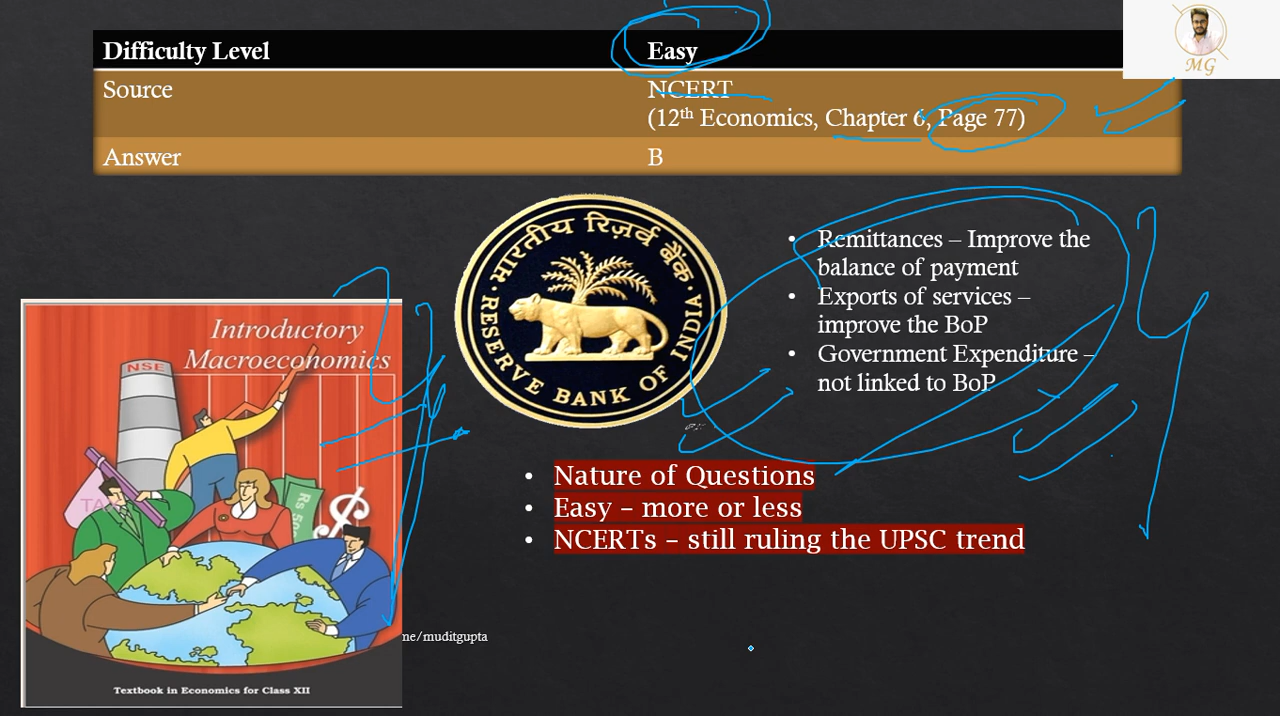 MG
Difficulty Level Easy
Source NCERT
(12th Economics, Chapter 6, Page 77)
Answer B
भारतीय रिज़र्व बैंक
RESERVE BANK OF INDIA
• Remittances – Improve the
balance of payment
• Exports of services –
improve the BoP
• Government Expenditure –
not linked to BoP
Introductory
Macroeconomics
NSE
TAX
Rs 50
$
Textbook in Economics for Class XII
• Nature of Questions
• Easy – more or less
• NCERTs – still ruling the UPSC trend
me/muditgupta